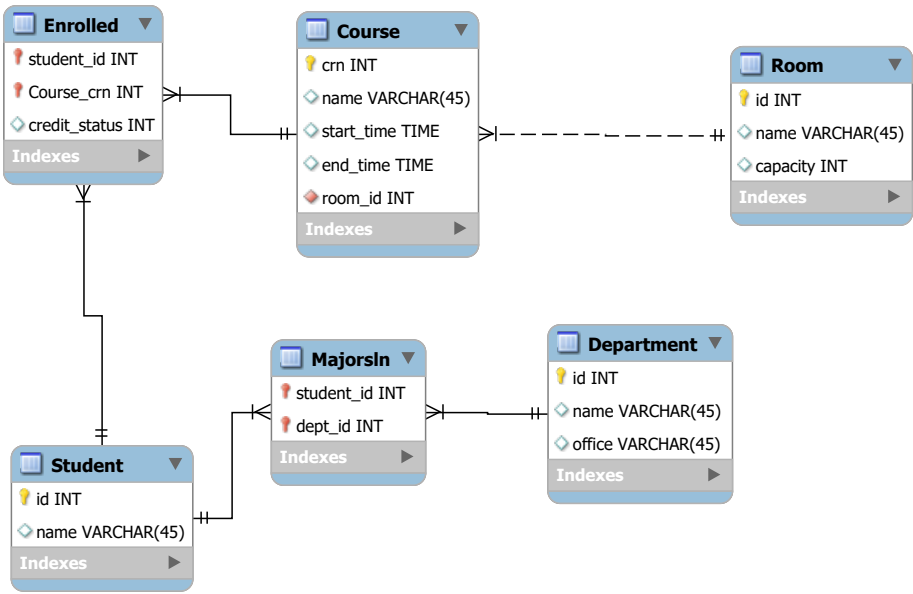 Enrolled
student_id INT
Course_crn INT
credit_status INT
Indexes
Course
crn INT
name VARCHAR(45)
start_time TIME
end_time TIME
room_id INT
Indexes
Room
id INT
name VARCHAR(45)
capacity INT
Indexes
Student
id INT
name VARCHAR(45)
Indexes
MajorsIn
student_id INT
dept_id INT
Indexes
Department
id INT
name VARCHAR(45)
office VARCHAR(45)
Indexes